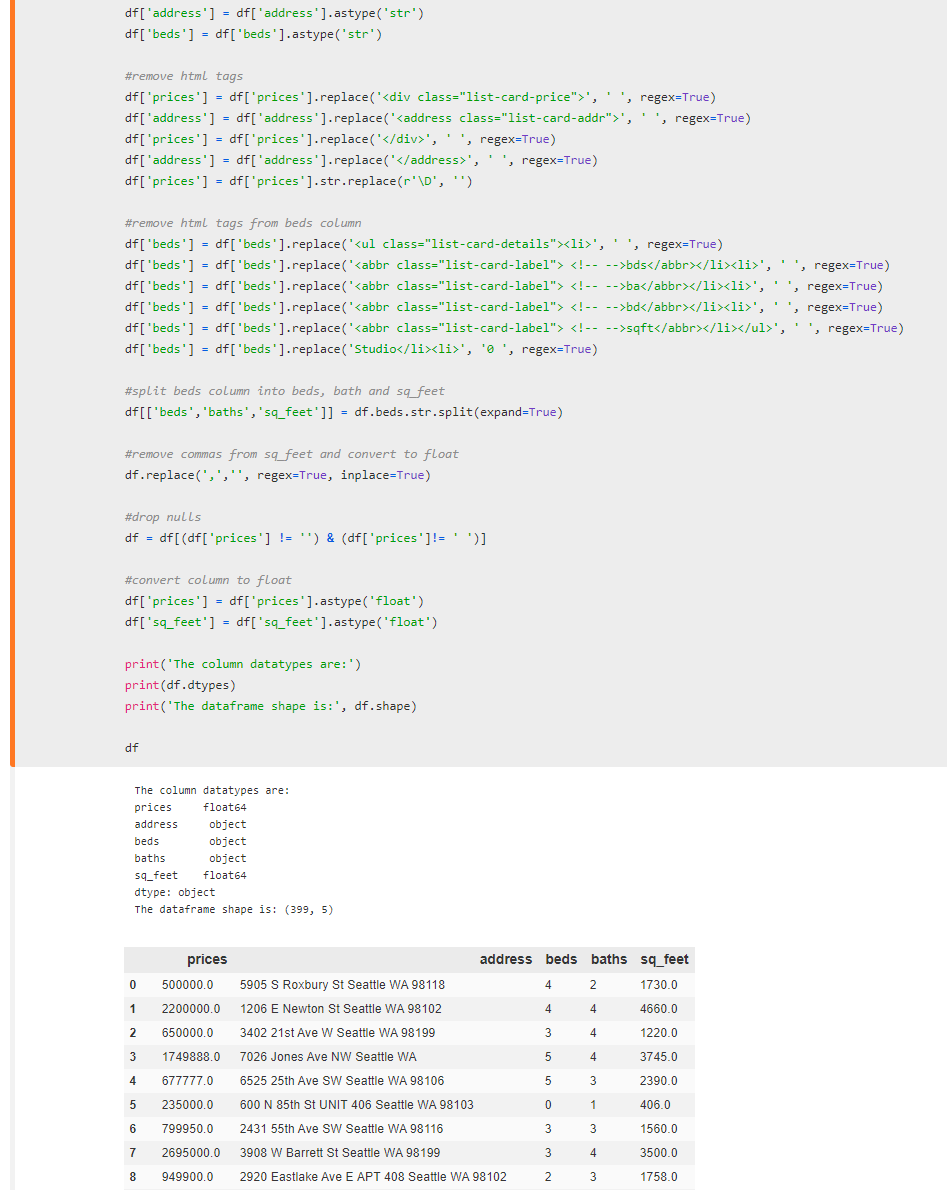 df['address'] = df['address'].astype('str')
df['beds'] = df['beds'].astype('str')
#remove html tags
df['prices'] = df['prices'].replace('<div class="list-card-price">', ' ', regex=True)
df['address'] = df['address'].replace('<address class="list-card-addr">', ' ', regex=True)
df['prices'] = df['prices'].replace('</div>', ' ', regex=True)
df['address'] = df['address'].replace('</address>', ' ', regex=True)
df['prices'] = df['prices'].str.replace(r'\D', '')
#remove html tags from beds column
df['beds'] = df['beds'].replace('<ul class="list-card-details"><li>', ' ', regex=True)
df['beds'] = df['beds'].replace('<abbr class="list-card-label"> <!-- -->bds</abbr></li><li>', ' ', regex=True)
df['beds'] = df['beds'].replace('<abbr class="list-card-label"> <!-- -->ba</abbr></li><li>', ' ', regex=True)
df['beds'] = df['beds'].replace('<abbr class="list-card-label"> <!-- -->bd</abbr></li><li>', ' ', regex=True)
df['beds'] = df['beds'].replace('<abbr class="list-card-label"> <!-- -->sqft</abbr></li></ul>', ' ', regex=True)
df['beds'] = df['beds'].replace('Studio</li><li>', '0 ', regex=True)
#split beds column into beds, bath and sq_feet
df[['beds','baths','sq_feet']] = df.beds.str.split(expand=True)
#remove commas from sq_feet and convert to float
df.replace(',','', regex=True, inplace=True)
#drop nulls
df = df[(df['prices'] != '') & (df['prices']!= ' ')]
#convert column to float
df['prices'] = df['prices'].astype('float')
df['sq_feet'] = df['sq_feet'].astype('float')
print('The column datatypes are:')
print(df.dtypes)
print('The dataframe shape is:', df.shape)
df
The column datatypes are:
prices float64
address object
beds object
baths object
sq_feet float64
dtype: object
The dataframe shape is: (399, 5)
prices address beds baths sq_feet
0 500000.0 5905 S Roxbury St Seattle WA 98118 4 2 1730.0
1 2200000.0 1206 E Newton St Seattle WA 98102 4 4 4660.0
2 650000.0 3402 21st Ave W Seattle WA 98199 3 4 1220.0
3 1749888.0 7026 Jones Ave NW Seattle WA 5 4 3745.0
4 677777.0 6525 25th Ave SW Seattle WA 98106 5 3 2390.0
5 235000.0 600 N 85th St UNIT 406 Seattle WA 98103 0 1 406.0
6 799950.0 2431 55th Ave SW Seattle WA 98116 3 3 1560.0
7 2695000.0 3908 W Barrett St Seattle WA 98199 3 4 3500.0
8 949900.0 2920 Eastlake Ave E APT 408 Seattle WA 98102 2 3 1758.0